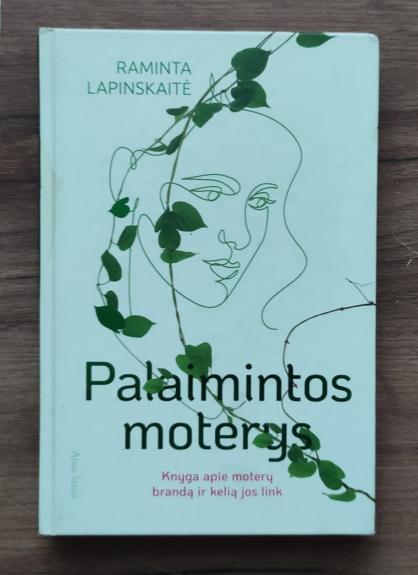 RAMINTA
LAPINSKAITĖ
Palaimintos
moterys
Knyga apie moterų
brandą ir kelią jos link
Alma littera